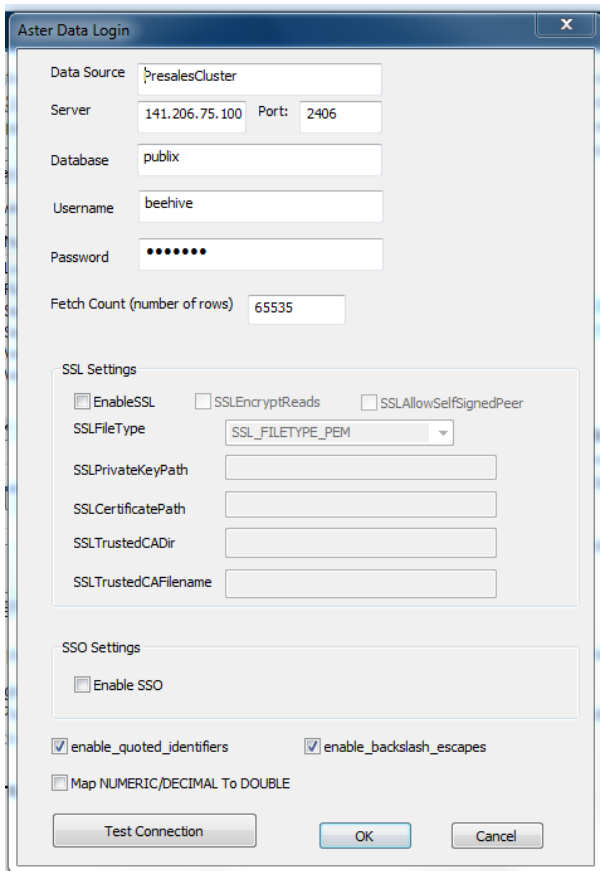 Aster Data Login
Data Source PresalesCluster
Server 141.206.75.100 Port: 2406
Database publix
Username beehive
Password •••••••
Fetch Count (number of rows) 65535
SSL Settings
EnableSSL SSLEncryptReads SSLAllowSelfSignedPeer
SSLFileType SSL_FILETYPE_PEM
SSLPrivateKeyPath
SSLCertificatePath
SSLTrustedCADir
SSLTrustedCAFilename
SSO Settings
Enable SSO
enable_quoted_identifiers enable_backslash_escapes
Map NUMERIC/DECIMAL To DOUBLE
Test Connection OK Cancel